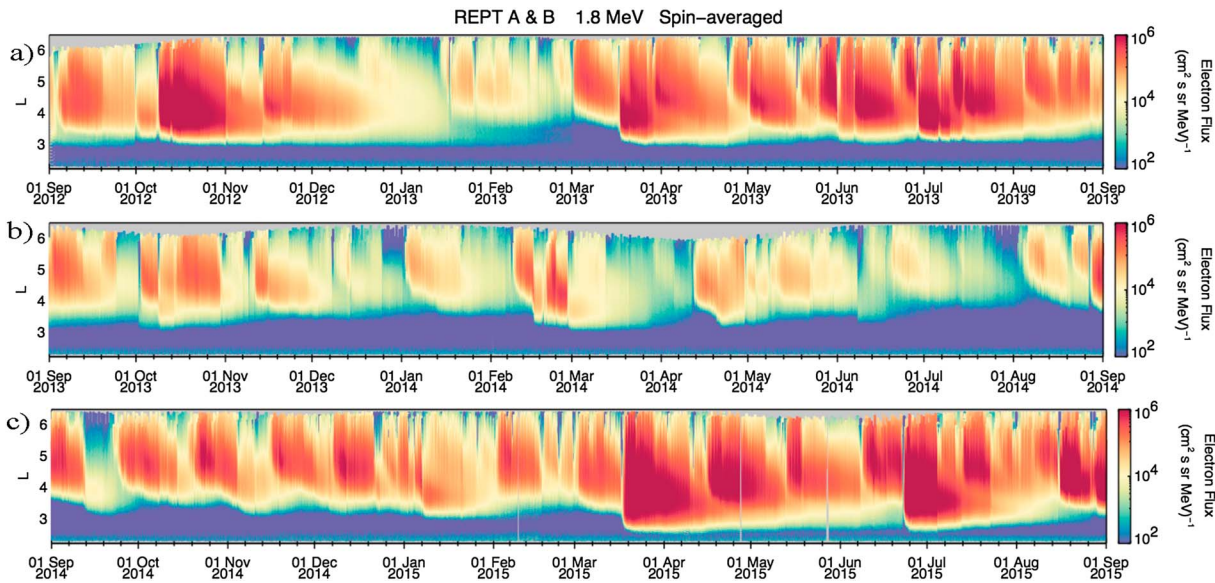 REPT A & B 1.8 MeV Spin–averaged
a)
6
5
4
3
L
01 Sep 2012
01 Oct 2012
01 Nov 2012
01 Dec 2012
01 Jan 2013
01 Feb 2013
01 Mar 2013
01 Apr 2013
01 May 2013
01 Jun 2013
01 Jul 2013
01 Aug 2013
01 Sep 2013
10^6
10^4
10^2
Electron Flux
(cm² s sr MeV)⁻¹
b)
6
5
4
3
L
01 Sep 2013
01 Oct 2013
01 Nov 2013
01 Dec 2013
01 Jan 2014
01 Feb 2014
01 Mar 2014
01 Apr 2014
01 May 2014
01 Jun 2014
01 Jul 2014
01 Aug 2014
01 Sep 2014
10^6
10^4
10^2
Electron Flux
(cm² s sr MeV)⁻¹
c)
6
5
4
3
L
01 Sep 2014
01 Oct 2014
01 Nov 2014
01 Dec 2014
01 Jan 2015
01 Feb 2015
01 Mar 2015
01 Apr 2015
01 May 2015
01 Jun 2015
01 Jul 2015
01 Aug 2015
01 Sep 2015
10^6
10^4
10^2
Electron Flux
(cm² s sr MeV)⁻¹